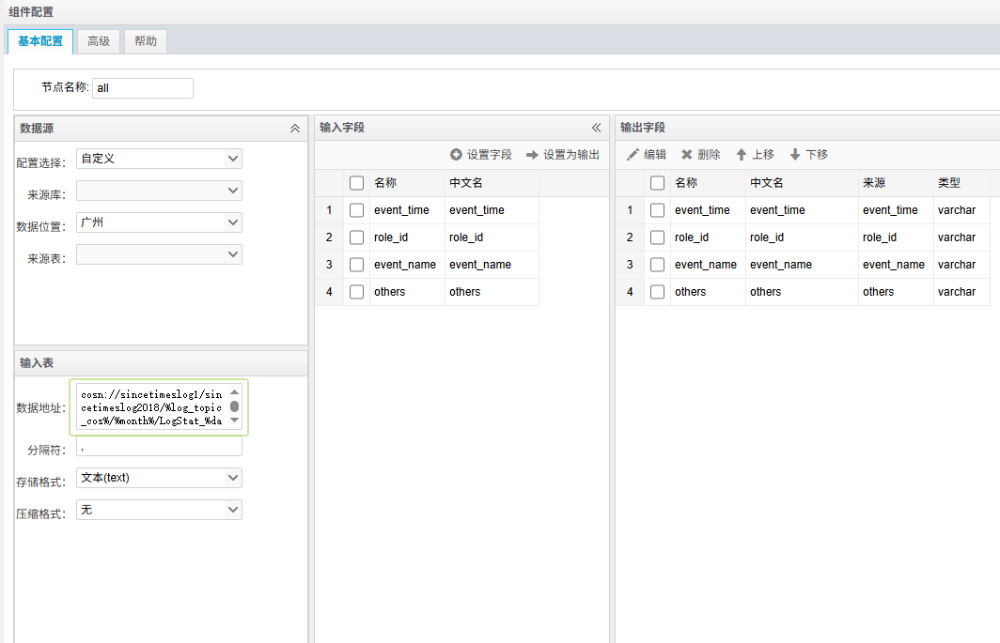 组件配置
基本配置 高级 帮助
节点名称: all
数据源
配置选择: 自定义
来源库:
数据位置: 广州
来源表:
输入表
数据地址: cosn://sincetimeslog1/sin
cetimeslog2018/%log_topic
_cos%/%month%/LogStat_%da
分隔符: ,
存储格式: 文本(text)
压缩格式: 无
输入字段
设置字段 设置为输出
名称 中文名
1 event_time event_time
2 role_id role_id
3 event_name event_name
4 others others
输出字段
编辑 删除 上移 下移
名称 中文名 来源 类型
1 event_time event_time event_time varchar
2 role_id role_id role_id varchar
3 event_name event_name event_name varchar
4 others others others varchar